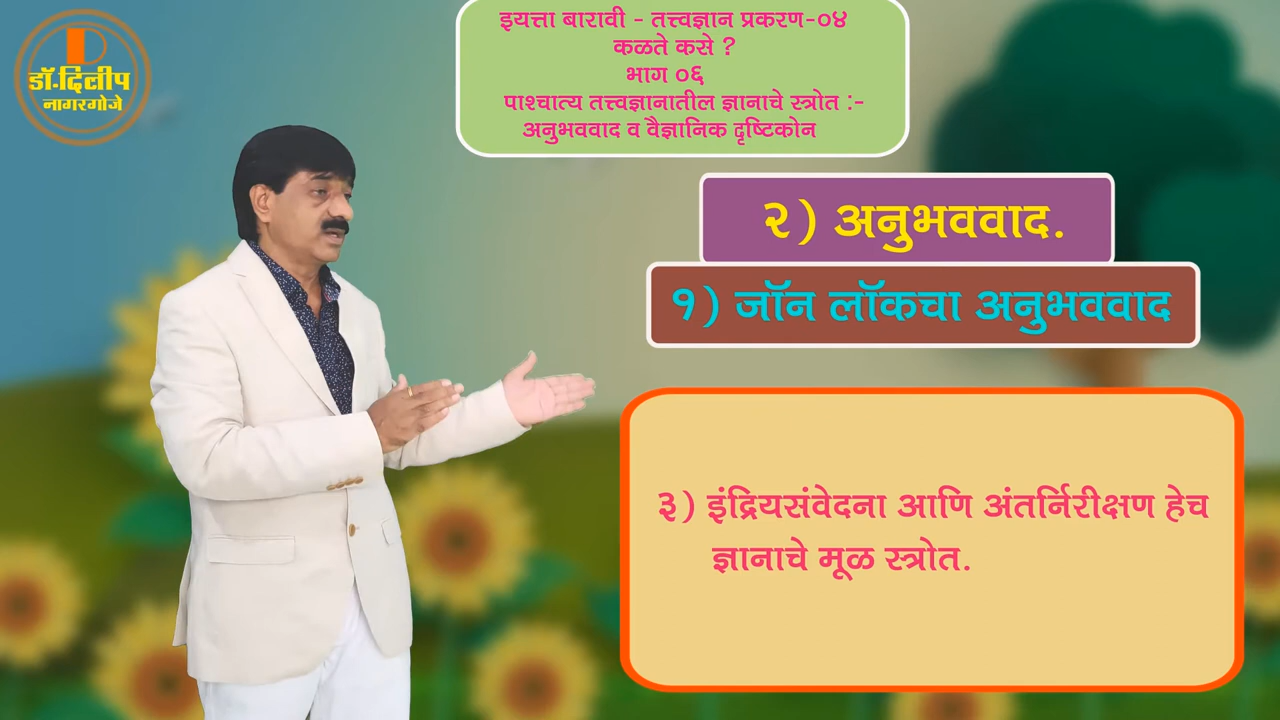 डॉ.दिलीप
नागरगोजे
इयत्ता बारावी - तत्त्वज्ञान प्रकरण-०४
कळते कसे ?
भाग ०६
पाश्चात्य तत्त्वज्ञानातील ज्ञानाचे स्त्रोत :-
अनुभववाद व वैज्ञानिक दृष्टिकोन
२) अनुभववाद.
१) जॉन लॉकचा अनुभववाद
३) इंद्रियसंवेदना आणि अंतर्निरीक्षण हेच
ज्ञानाचे मूळ स्त्रोत.